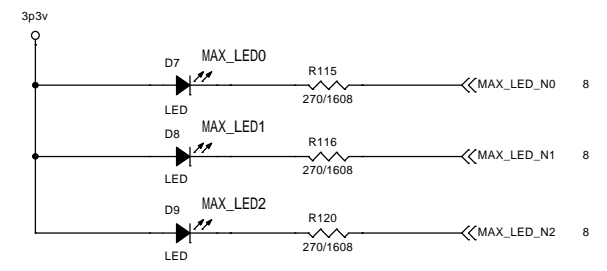 3p3v
D7 MAX_LED0
R115
MAX_LED_N0 8
LED
270/1608
D8 MAX_LED1
R116
MAX_LED_N1 8
LED
270/1608
D9 MAX_LED2
R120
MAX_LED_N2 8
LED
270/1608